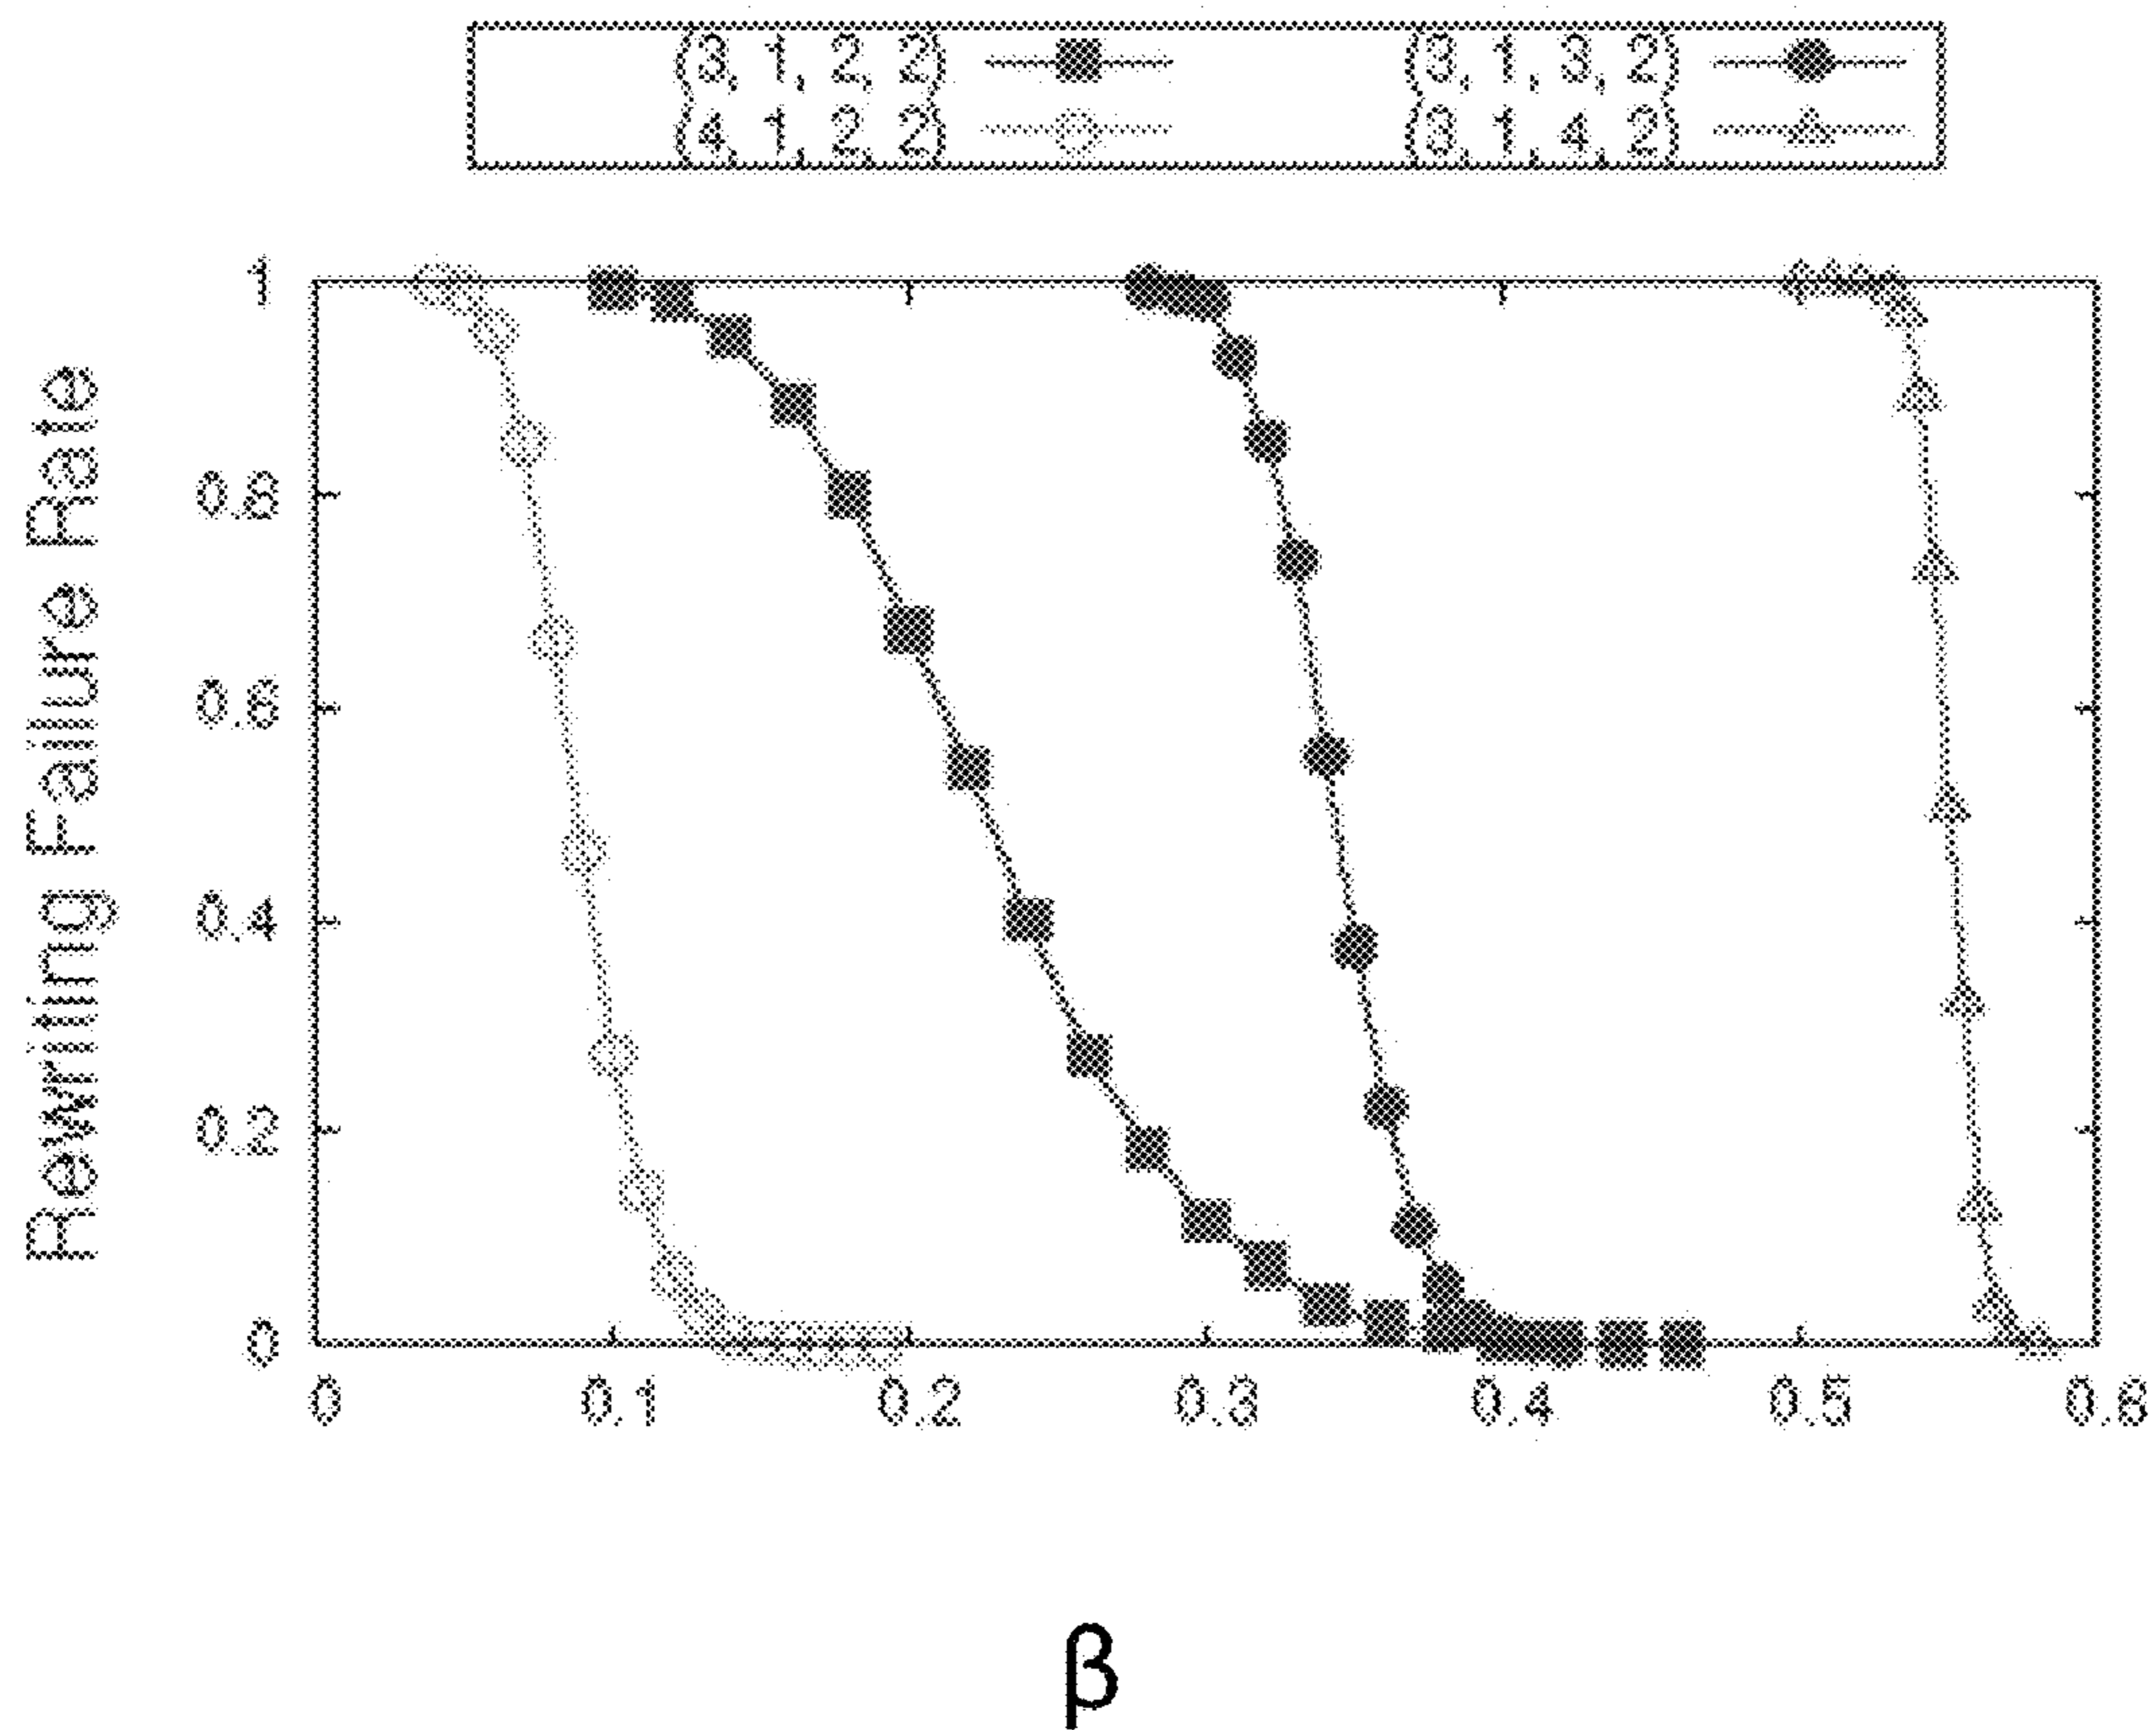 (3, 1, 2, 2) (3, 1, 3, 2)
(4, 1, 2, 2) (3, 1, 4, 2)
Rewriting Failure Rate
1
0.8
0.6
0.4
0.2
0
0 0.1 0.2 0.3 0.4 0.5 0.6
β